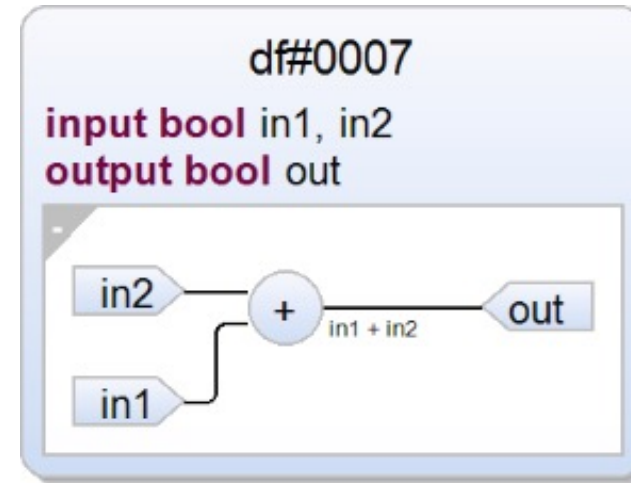 df#0007
input bool in1, in2
output bool out
-
in2
+
in1 + in2
out
in1